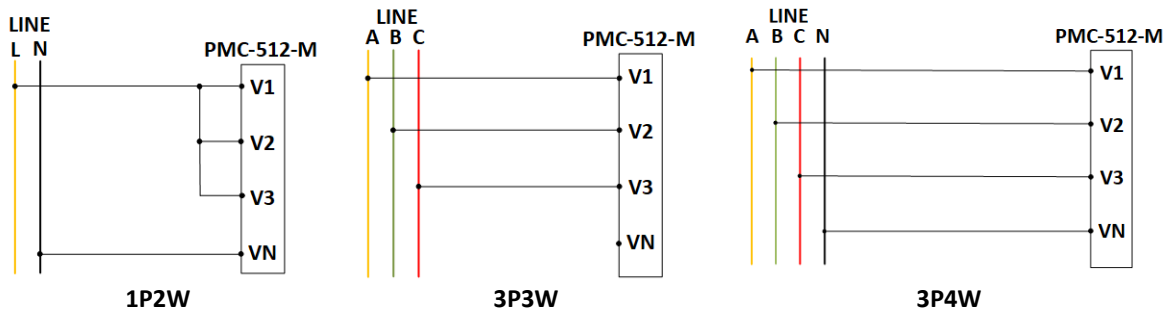 LINE
L N
PMC-512-M
V1
V2
V3
VN
1P2W
LINE
A B C
PMC-512-M
V1
V2
V3
VN
3P3W
LINE
A B C N
PMC-512-M
V1
V2
V3
VN
3P4W